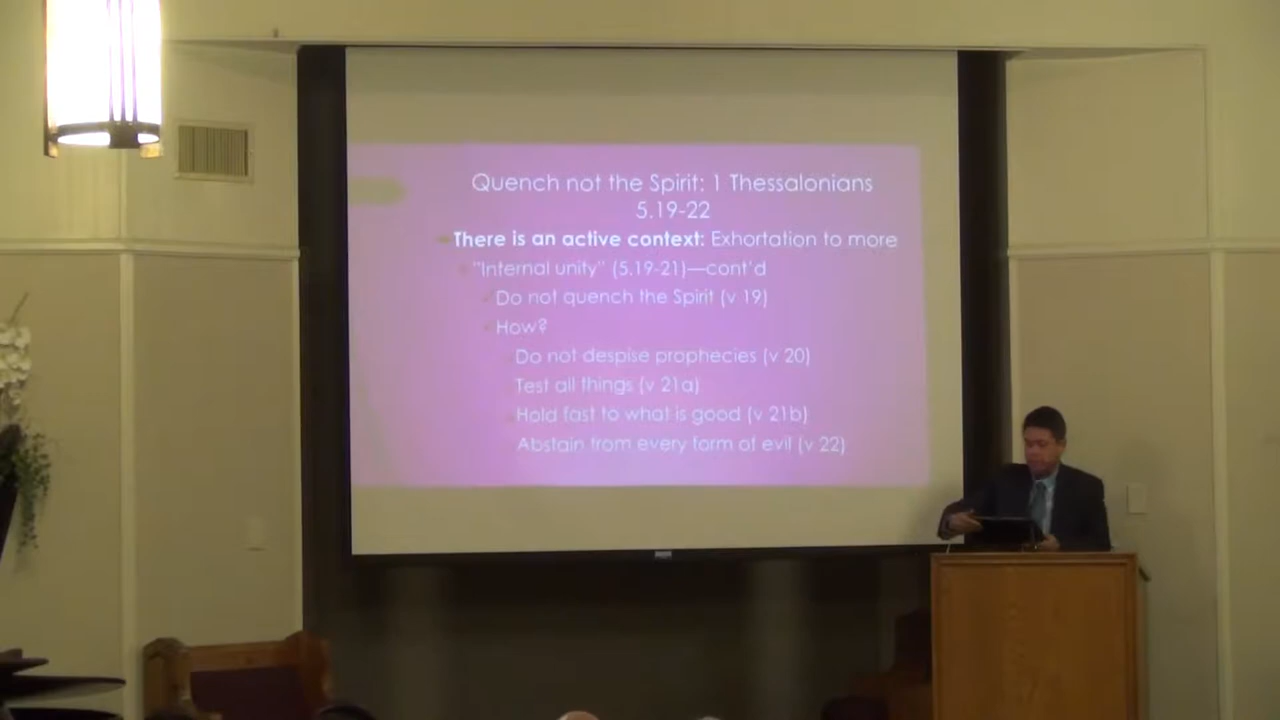 Quench not the Spirit: 1 Thessalonians
5.19-22
There is an active context: Exhortation to more
"Internal unity" (5.19-21)—cont'd
Do not quench the Spirit (v 19)
How?
Do not despise prophecies (v 20)
Test all things (v 21a)
Hold fast to what is good (v 21b)
Abstain from every form of evil (v 22)